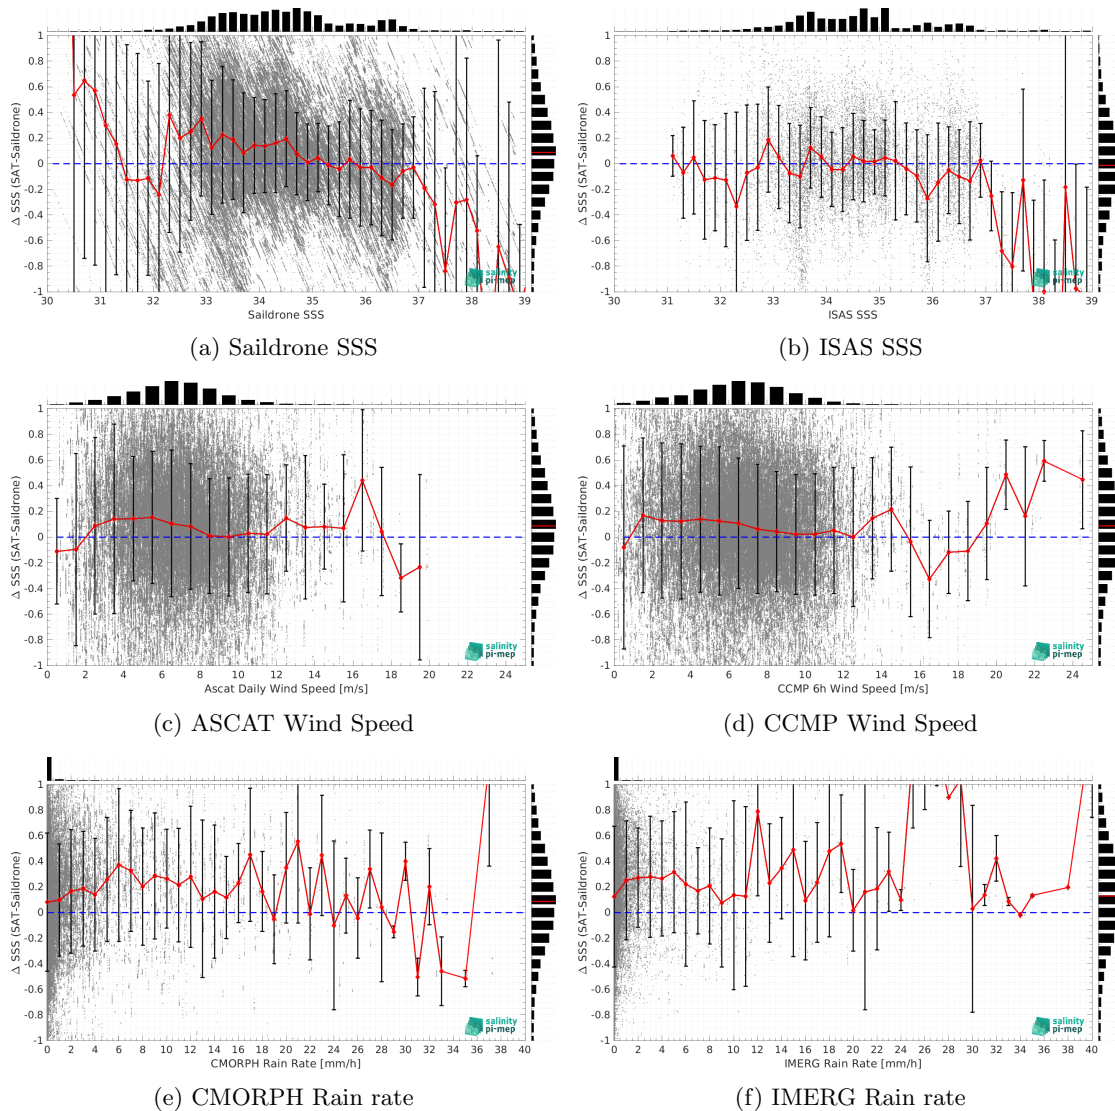 1
0.8
0.6
0.4
0.2
0
-0.2
-0.4
-0.6
-0.8
-1
Δ SSS (SAT-Saildrone)
salinity
pi-mep
30 31 32 33 34 35 36 37 38 39
Saildrone SSS
(a) Saildrone SSS
1
0.8
0.6
0.4
0.2
0
-0.2
-0.4
-0.6
-0.8
-1
Δ SSS (SAT-Saildrone)
salinity
pi-mep
30 31 32 33 34 35 36 37 38 39
ISAS SSS
(b) ISAS SSS
1
0.8
0.6
0.4
0.2
0
-0.2
-0.4
-0.6
-0.8
-1
Δ SSS (SAT-Saildrone)
salinity
pi-mep
0 2 4 6 8 10 12 14 16 18 20 22 24
Ascat Daily Wind Speed [m/s]
(c) ASCAT Wind Speed
1
0.8
0.6
0.4
0.2
0
-0.2
-0.4
-0.6
-0.8
-1
Δ SSS (SAT-Saildrone)
salinity
pi-mep
0 2 4 6 8 10 12 14 16 18 20 22 24
CCMP 6h Wind Speed [m/s]
(d) CCMP Wind Speed
1
0.8
0.6
0.4
0.2
0
-0.2
-0.4
-0.6
-0.8
-1
Δ SSS (SAT-Saildrone)
salinity
pi-mep
0 2 4 6 8 10 12 14 16 18 20 22 24 26 28 30 32 34 36 38 40
CMORPH Rain Rate [mm/h]
(e) CMORPH Rain rate
1
0.8
0.6
0.4
0.2
0
-0.2
-0.4
-0.6
-0.8
-1
Δ SSS (SAT-Saildrone)
salinity
pi-mep
0 2 4 6 8 10 12 14 16 18 20 22 24 26 28 30 32 34 36 38 40
IMERG Rain Rate [mm/h]
(f) IMERG Rain rate